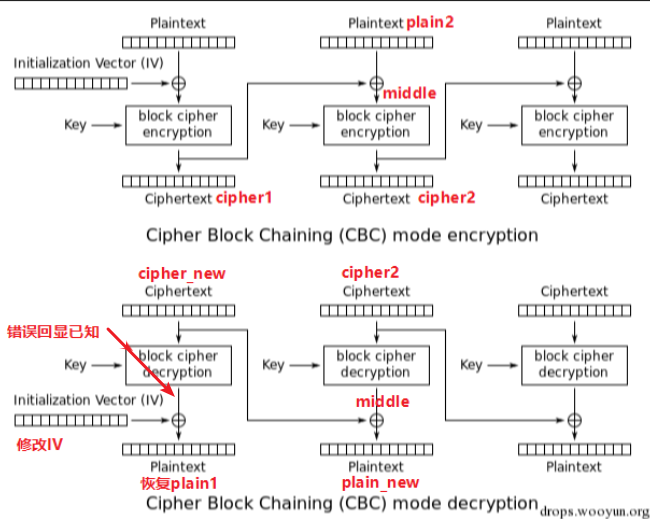 Plaintext Plaintext plain2 Plaintext
Initialization Vector (IV)
middle
Key block cipher encryption Key block cipher encryption Key block cipher encryption
Ciphertext cipher1 Ciphertext cipher2 Ciphertext
Cipher Block Chaining (CBC) mode encryption
cipher_new cipher2
Ciphertext Ciphertext Ciphertext
错误回显已知
Key block cipher decryption Key block cipher decryption Key block cipher decryption
Initialization Vector (IV) middle
修改IV
Plaintext Plaintext Plaintext
恢复plain1 plain_new
Cipher Block Chaining (CBC) mode decryption
drops.wooyun.org